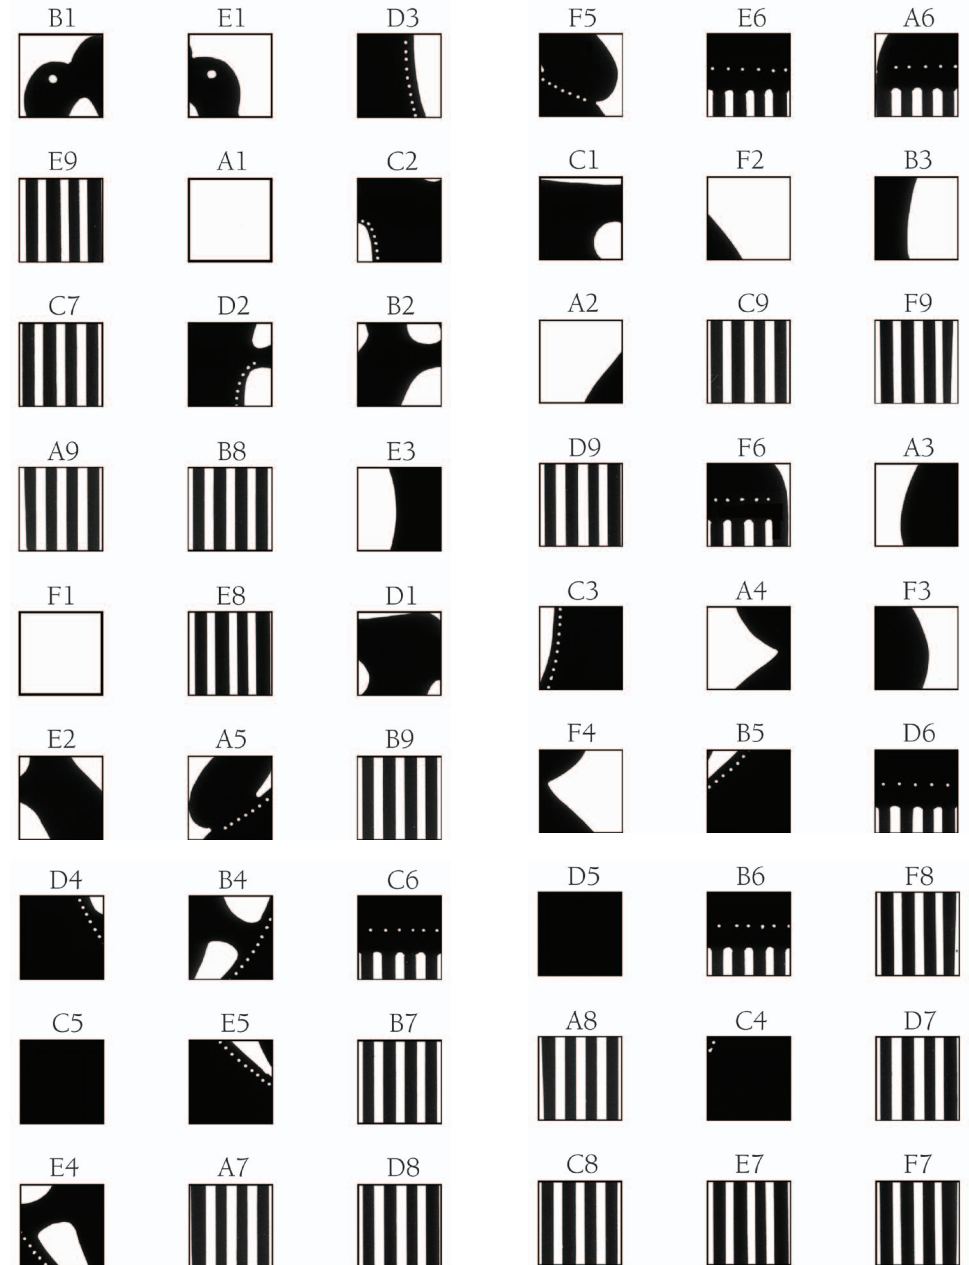 B1 E1 D3 F5 E6 A6
E9 A1 C2 C1 F2 B3
C7 D2 B2 A2 C9 F9
A9 B8 E3 D9 F6 A3
F1 E8 D1 C3 A4 F3
E2 A5 B9 F4 B5 D6
D4 B4 C6 D5 B6 F8
C5 E5 B7 A8 C4 D7
E4 A7 D8 C8 E7 F7